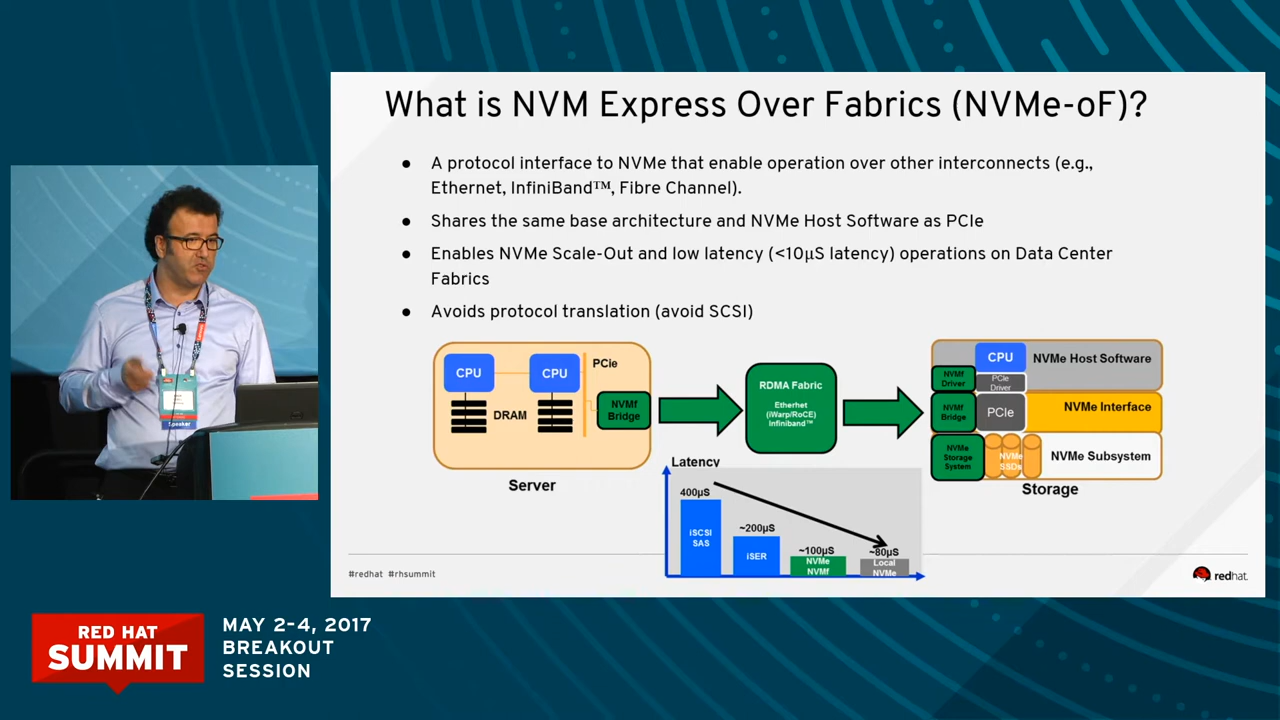 What is NVM Express Over Fabrics (NVMe-oF)?
● A protocol interface to NVMe that enable operation over other interconnects (e.g.,
Ethernet, InfiniBand™, Fibre Channel).
● Shares the same base architecture and NVMe Host Software as PCIe
● Enables NVMe Scale-Out and low latency (<10µS latency) operations on Data Center
Fabrics
● Avoids protocol translation (avoid SCSI)
CPU
CPU
PCie
DRAM
NVMf
Bridge
Server
RDMA Fabric
Ethernet
(iWarp/RoCE)
Infiniband™
CPU
NVMe Host Software
NVMf
Driver
PCIe
Driver
NVMf
Bridge
PCIe
NVMe Interface
NVMe
Storage
System
NVMe
SSDs
NVMe Subsystem
Storage
Latency
400µS
iSCSI
SAS
~200µS
iSER
~100µS
NVMe
NVMf
~80µS
Local
NVMe
#redhat #rhsummit
redhat.
Speaker
RED HAT
SUMMIT
MAY 2-4, 2017
BREAKOUT
SESSION